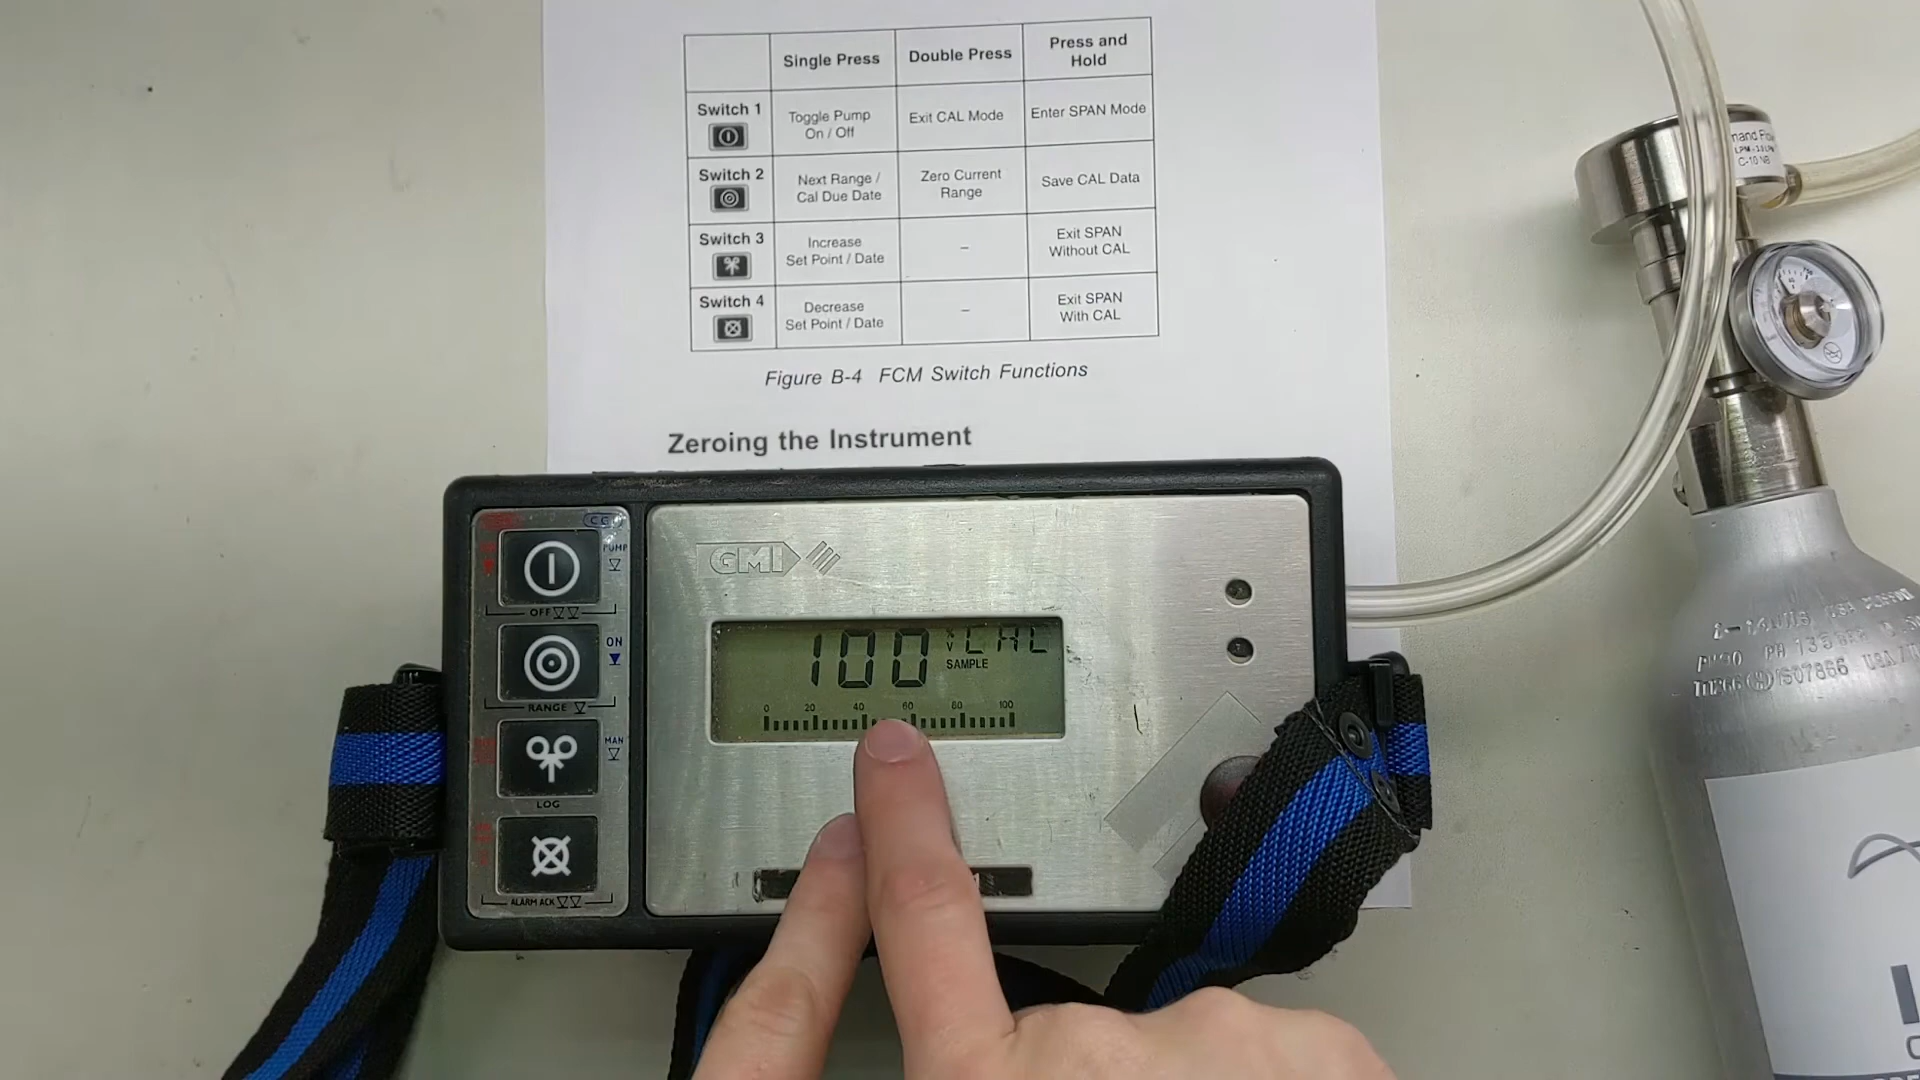 Single Press
Double Press
Press and
Hold
Switch 1
Toggle Pump
On / Off
Exit CAL Mode
Enter SPAN Mode
Switch 2
Next Range /
Cal Due Date
Zero Current
Range
Save CAL Data
Switch 3
Increase
Set Point / Date
–
Exit SPAN
Without CAL
Switch 4
Decrease
Set Point / Date
–
Exit SPAN
With CAL
Figure B-4 FCM Switch Functions
Zeroing the Instrument
GMI
PUMP
OFF
ON
RANGE
MAN
LOG
ALARM ACK
100 % V CAL
SAMPLE
0 20 40 60 80 100
C-10